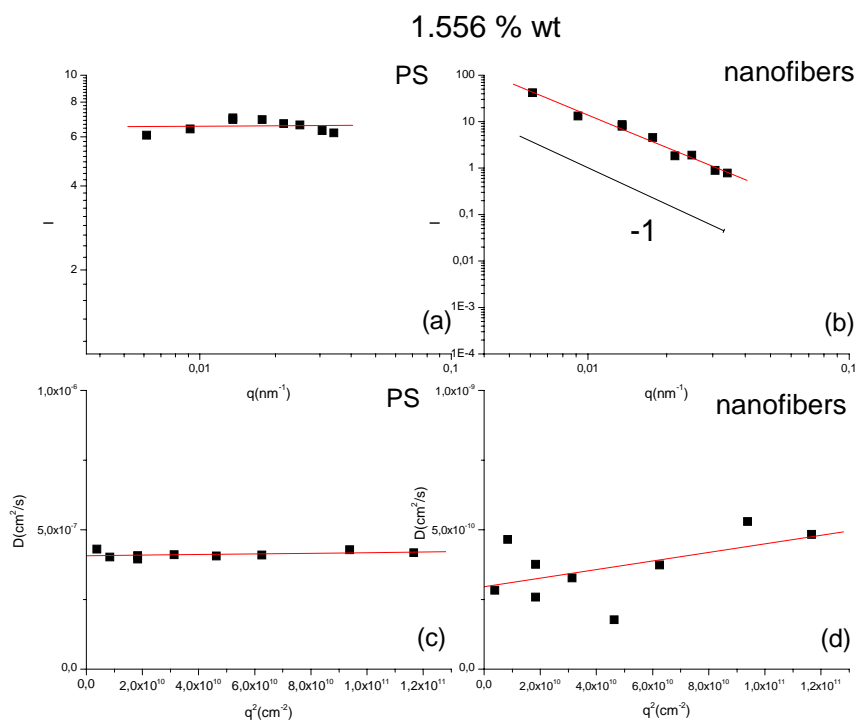 1.556 % wt
PS
10
8
6
4
2
I
(a)
0,01
0,1
q(nm⁻¹)
nanofibers
100
10
1
0,1
0,01
1E-3
1E-4
I
-1
(b)
0,01
0,1
q(nm⁻¹)
PS
1,0x10⁻⁶
5,0x10⁻⁷
0,0
D(cm²/s)
(c)
0,0
2,0x10¹⁰
4,0x10¹⁰
6,0x10¹⁰
8,0x10¹⁰
1,0x10¹¹
1,2x10¹¹
q²(cm⁻²)
nanofibers
1,0x10⁻⁹
5,0x10⁻¹⁰
0,0
D(cm²/s)
(d)
0,0
2,0x10¹⁰
4,0x10¹⁰
6,0x10¹⁰
8,0x10¹⁰
1,0x10¹¹
1,2x10¹¹
q²(cm⁻²)